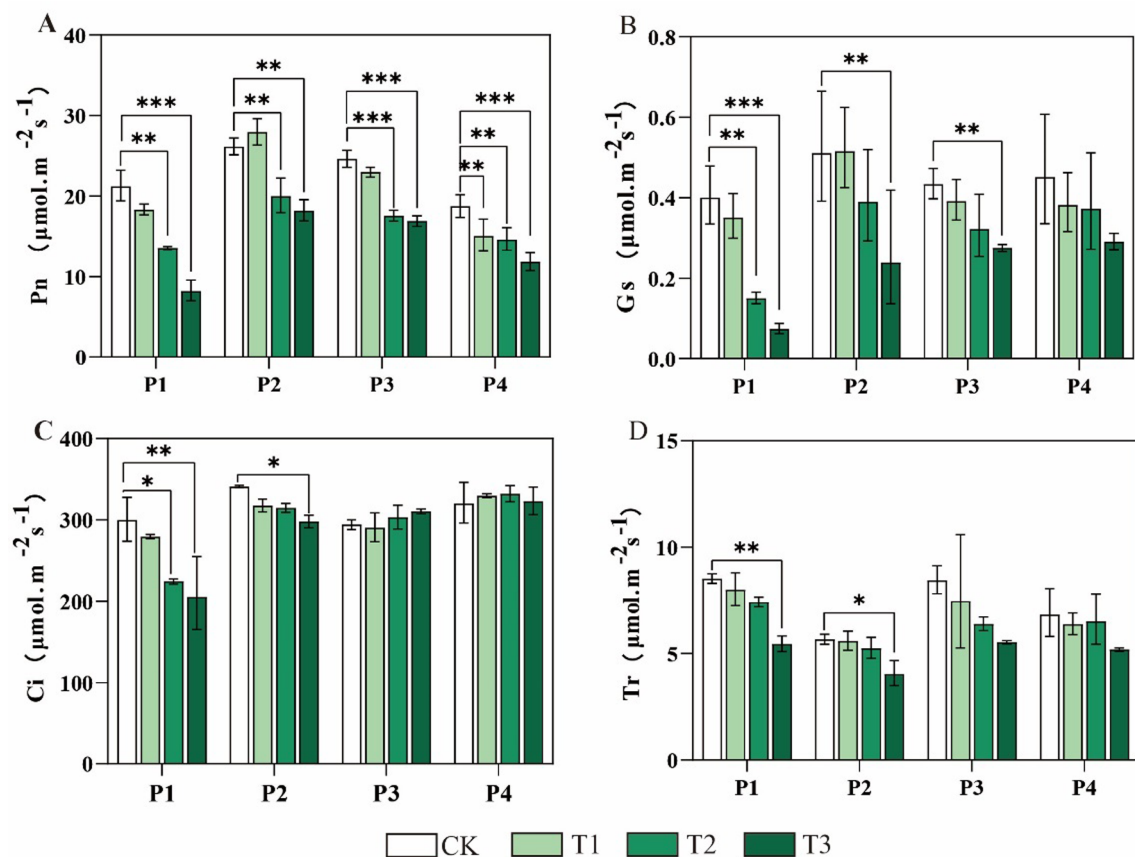 A
Pn (μmol.m⁻²s⁻¹)
40
30
20
10
0
***
**
**
**
***
***
***
**
**
P1 P2 P3 P4
B
Gs (μmol.m⁻²s⁻¹)
0.8
0.6
0.4
0.2
0.0
***
**
**
**
P1 P2 P3 P4
C
Ci (μmol.m⁻²s⁻¹)
400
300
200
100
0
**
*
*
P1 P2 P3 P4
D
Tr (μmol.m⁻²s⁻¹)
15
10
5
0
**
*
P1 P2 P3 P4
CK T1 T2 T3